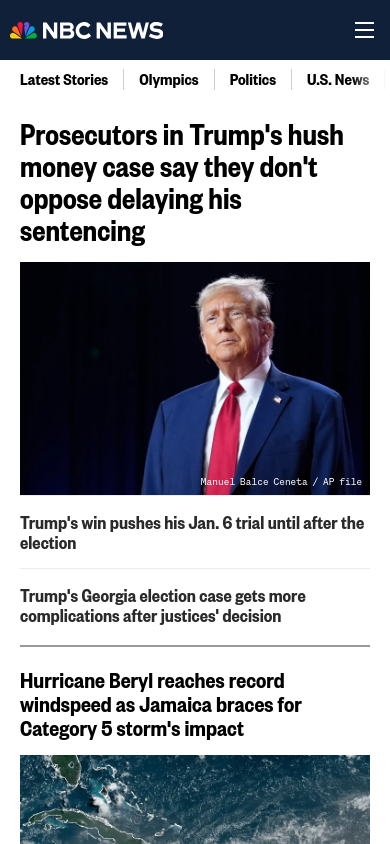 NBC NEWS
Latest Stories
Olympics
Politics
U.S. News
Prosecutors in Trump's hush
money case say they don't
oppose delaying his
sentencing
Manuel Balce Ceneta / AP file
Trump's win pushes his Jan. 6 trial until after the
election
Trump's Georgia election case gets more
complications after justices' decision
Hurricane Beryl reaches record
windspeed as Jamaica braces for
Category 5 storm's impact